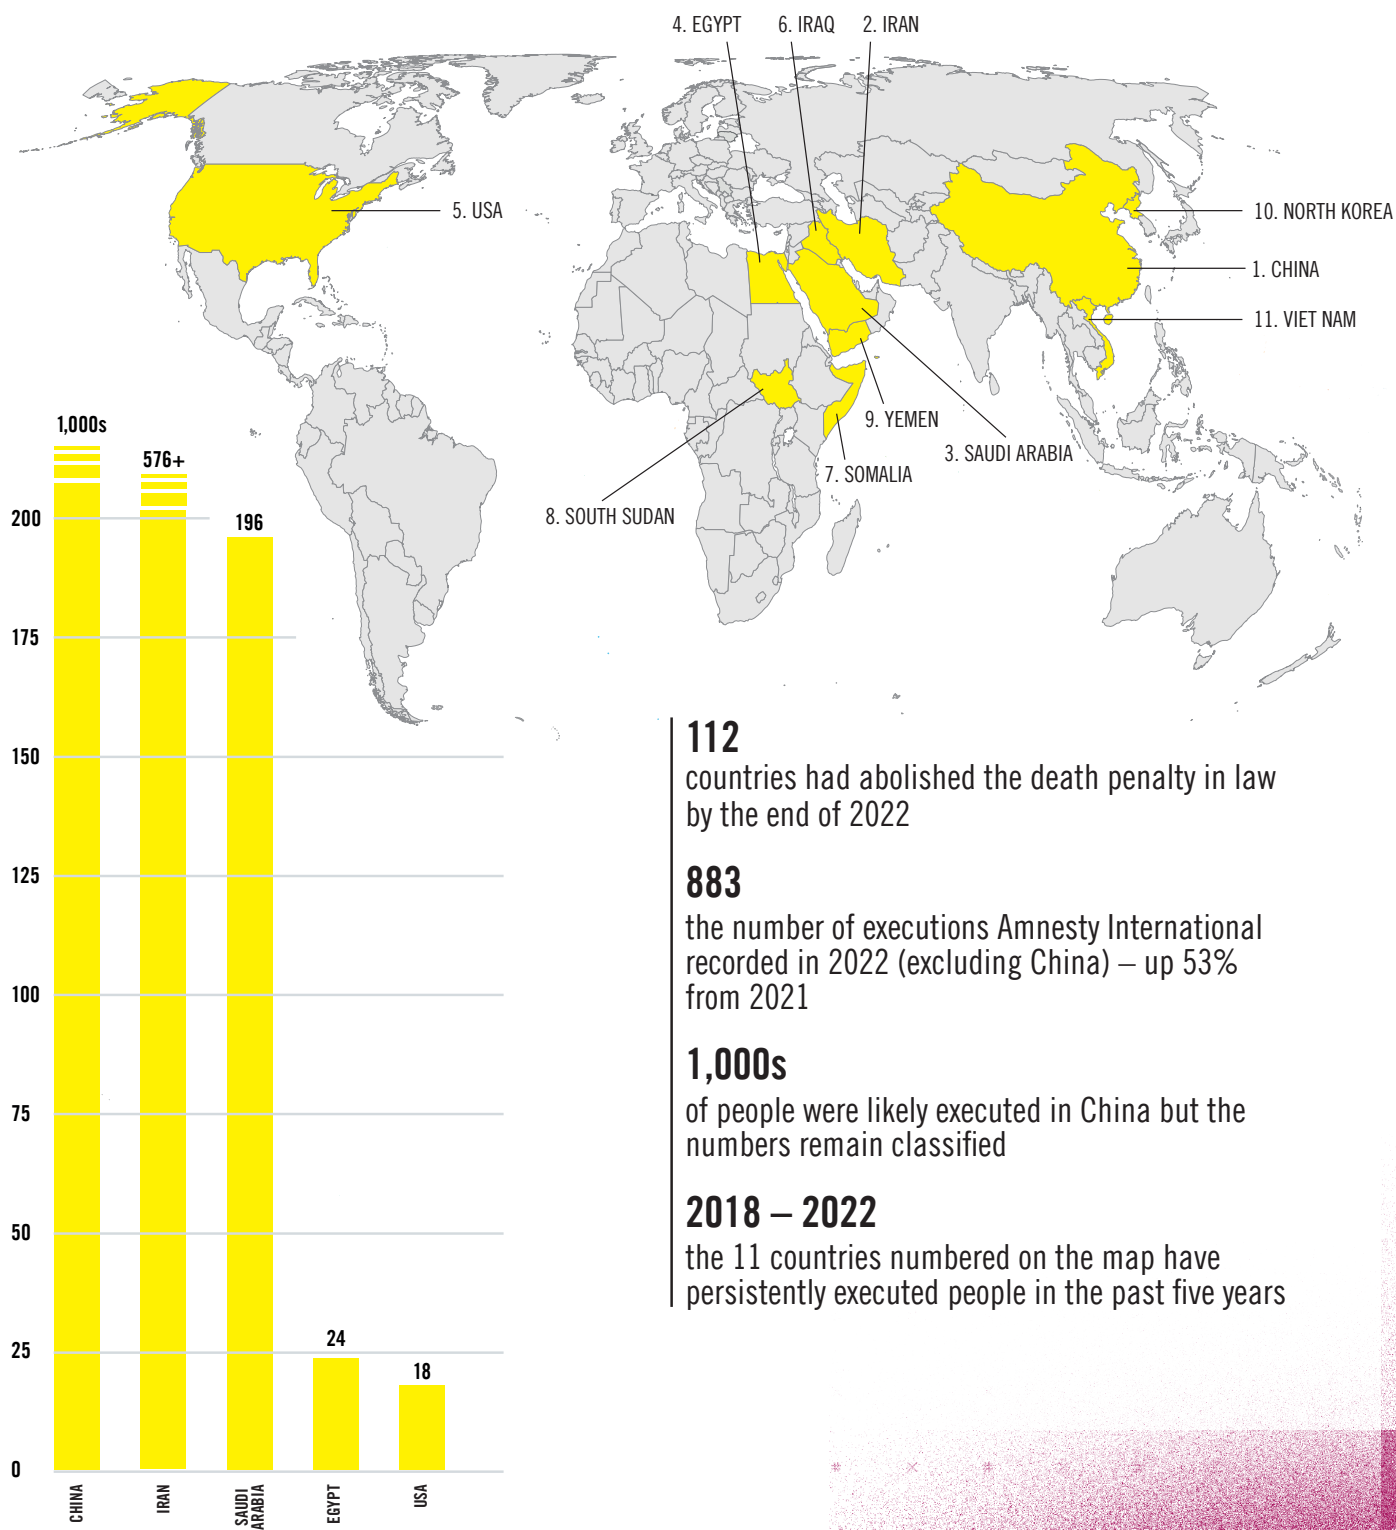 4. EGYPT
6. IRAQ
2. IRAN
5. USA
10. NORTH KOREA
1. CHINA
11. VIET NAM
9. YEMEN
3. SAUDI ARABIA
7. SOMALIA
8. SOUTH SUDAN
1,000s
576+
196
24
18
200
175
150
125
100
75
50
25
0
CHINA
IRAN
SAUDI
ARABIA
EGYPT
USA
112
countries had abolished the death penalty in law
by the end of 2022
883
the number of executions Amnesty International
recorded in 2022 (excluding China) – up 53%
from 2021
1,000s
of people were likely executed in China but the
numbers remain classified
2018 – 2022
the 11 countries numbered on the map have
persistently executed people in the past five years